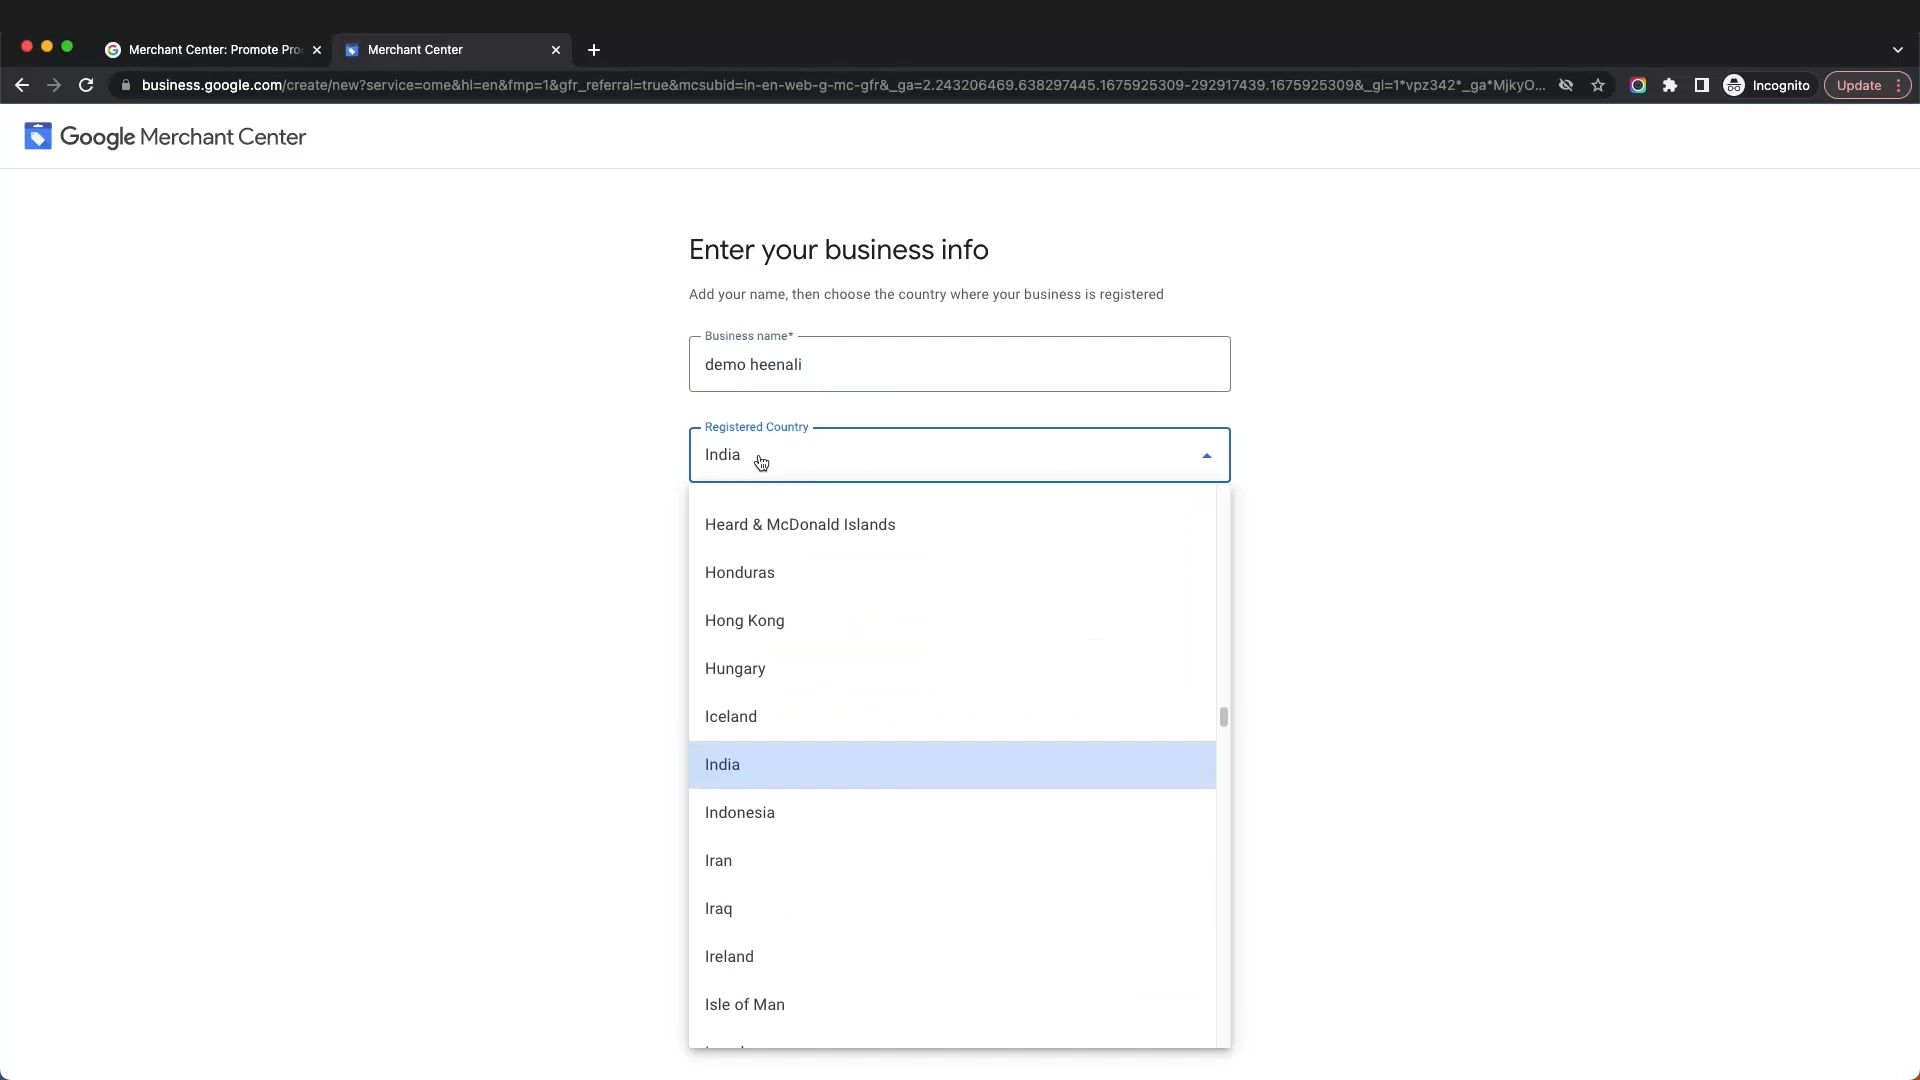 Merchant Center: Promote Pro
Merchant Center
business.google.com/create/new?service=ome&hl=en&fmp=1&gfr_referral=true&mcsubid=in-en-web-g-mc-gfr&_ga=2.243206469.638297445.1675925309-292917439.1675925309&_gl=1*vpz342*_ga*MjkyO...
Incognito
Update
Google Merchant Center
Enter your business info
Add your name, then choose the country where your business is registered
Business name*
demo heenali
Registered Country
India
Heard & McDonald Islands
Honduras
Hong Kong
Hungary
Iceland
India
Indonesia
Iran
Iraq
Ireland
Isle of Man